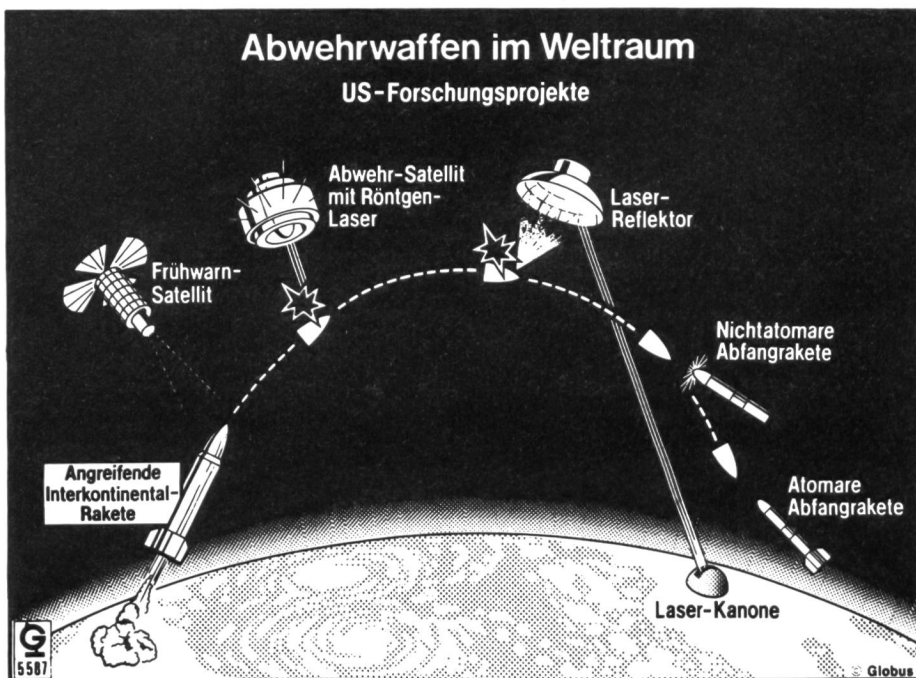 Abwehrwaffen im Weltraum
US-Forschungsprojekte
Abwehr-Satellit
mit Röntgen-
Laser
Laser-
Reflektor
Frühwarn-
Satellit
Nichtatomare
Abfangrakete
Angreifende
Interkontinental-
Rakete
Atomare
Abfangrakete
Laser-Kanone
G
5587
© Globus